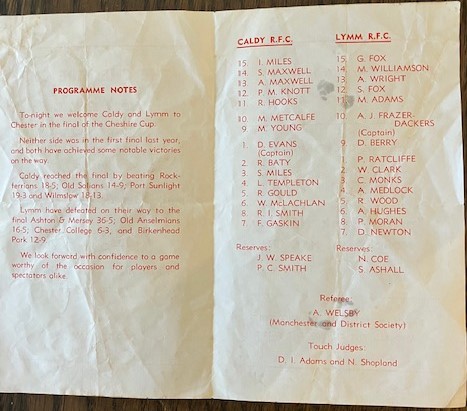 PROGRAMME NOTES
To-night we welcome Caldy and Lymm to
Chester in the final of the Cheshire Cup.
Neither side was in the first final last year,
and both have achieved some notable victories
on the way.
Caldy reached the final by beating Rock-
ferrians 18-5; Old Salians 14-9; Port Sunlight
19-3 and Wilmslow 18-13.
Lymm have defeated on their way to the
final Ashton & Mersey 36-5; Old Anselmians
16-5; Chester College 6-3, and Birkenhead
Park 12-9.
We look forward with confidence to a game
worthy of the occasion for players and
spectators alike.
CALDY R.F.C.
15. I. MILES
14. S. MAXWELL
13. A. MAXWELL
12. P. M. KNOTT
11. R. HOOKS
10. M. METCALFE
9. M. YOUNG
1. D. EVANS
(Captain)
2. R. BATY
3. S. MILES
4. L. TEMPLETON
5. R. GOULD
6. W. McLACHLAN
8. R. I. SMITH
7. F. GASKIN
Reserves:
J. W. SPEAKE
P. C. SMITH
LYMM R.F.C.
15. G. FOX
14. M. WILLIAMSON
13. A. WRIGHT
12. S. FOX
11. M. ADAMS
10. A. J. FRAZER-
DACKERS
(Captain)
9. D. BERRY
1. P. RATCLIFFE
2. W. CLARK
3. C. MONKS
4. A. MEDLOCK
5. R. WOOD
6. A. HUGHES
8. P. MORAN
7. D. NEWTON
Reserves:
N. COE
S. ASHALL
Referee:
A. WELSBY
(Manchester and District Society)
Touch Judges:
D. I. Adams and N. Shopland